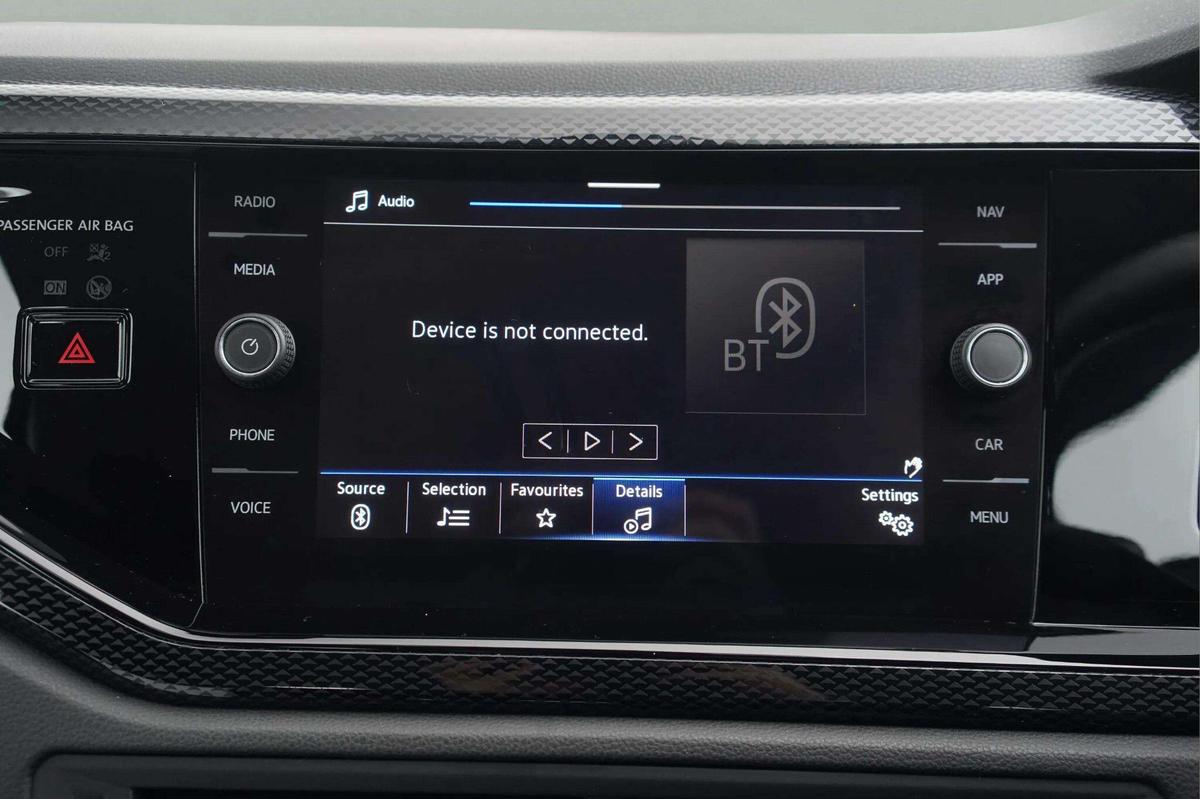 PASSENGER AIR BAG
OFF
ON
RADIO
MEDIA
PHONE
VOICE
Audio
Device is not connected.
BT
Source
Selection
Favourites
Details
Settings
NAV
APP
CAR
MENU